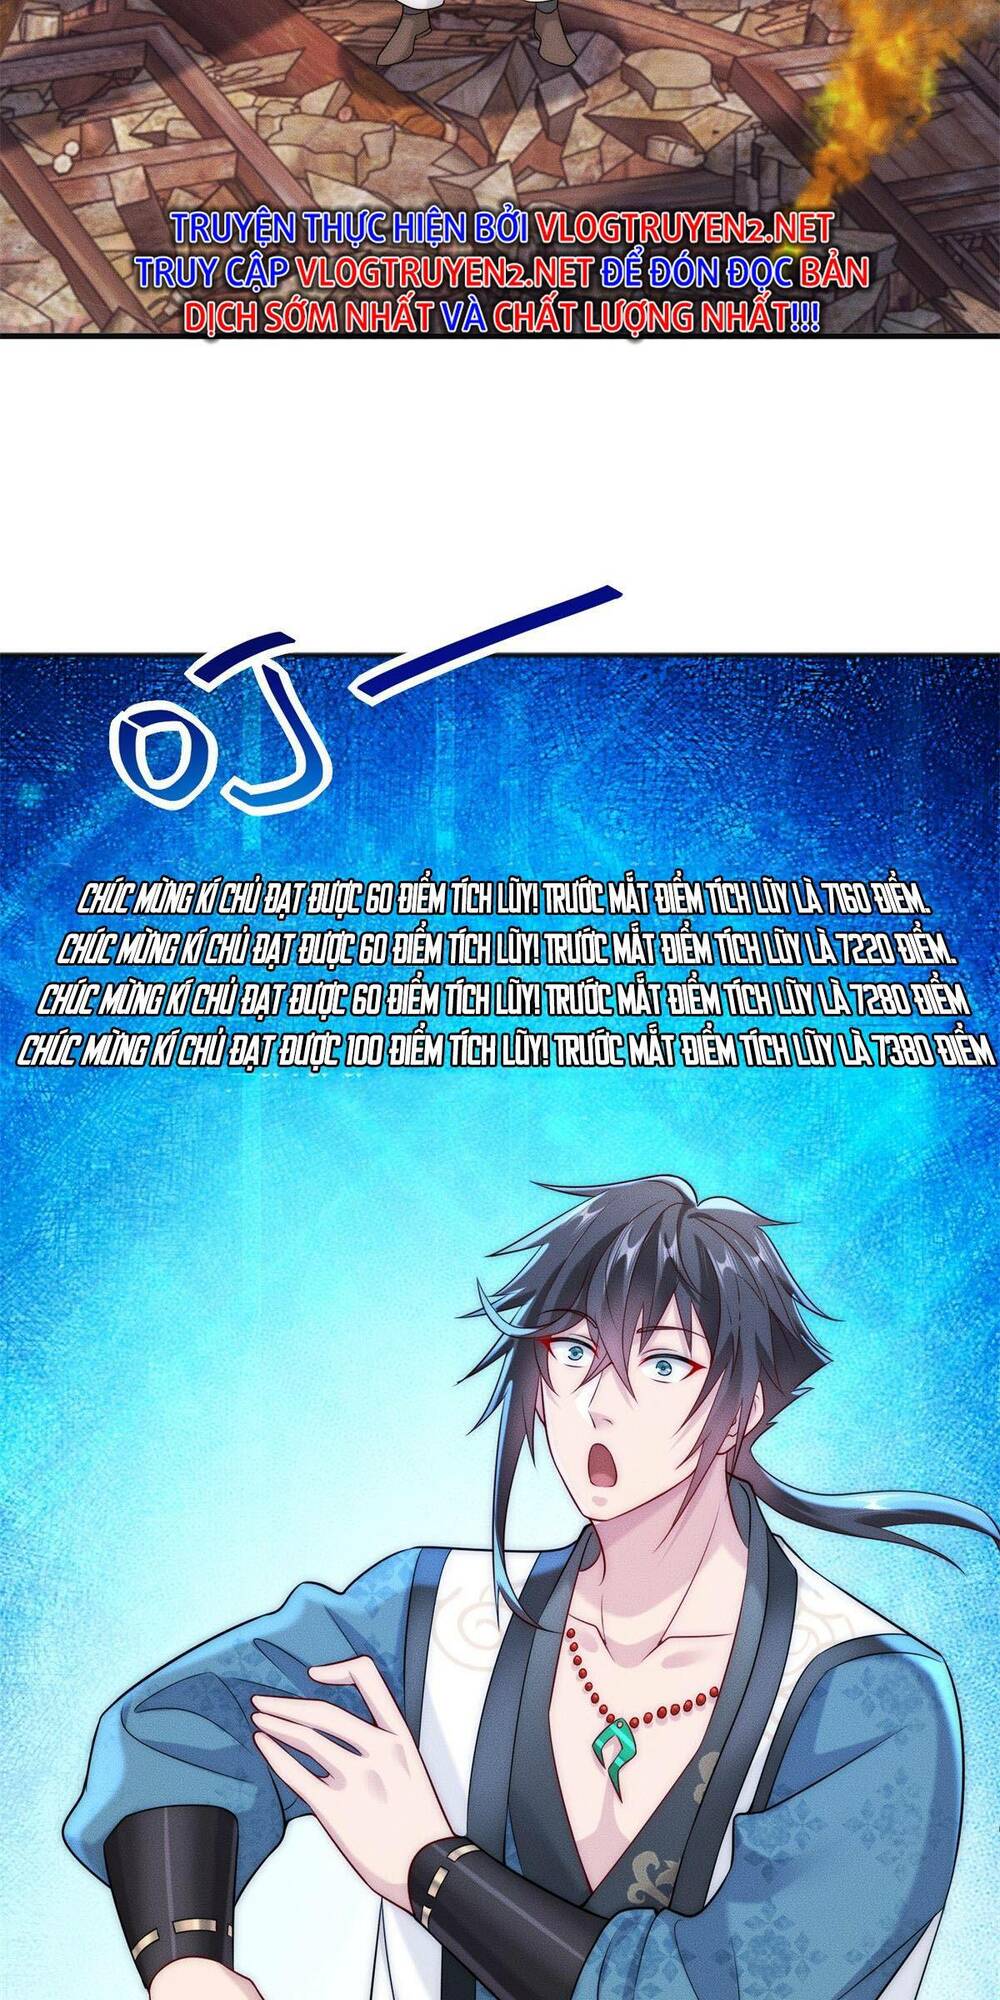 TRUYỆN THỰC HIỆN BỞI VLOGTRUYEN2.NET
TRUY CẬP VLOGTRUYEN2.NET ĐỂ ĐÓN ĐỌC BẢN
DỊCH SỚM NHẤT VÀ CHẤT LƯỢNG NHẤT!!!
叮一
CHÚC MỪNG KÍ CHỦ ĐẠT ĐƯỢC 60 ĐIỂM TÍCH LŨY! TRƯỚC MẮT ĐIỂM TÍCH LŨY LÀ 7160 ĐIỂM.
CHÚC MỪNG KÍ CHỦ ĐẠT ĐƯỢC 60 ĐIỂM TÍCH LŨY! TRƯỚC MẮT ĐIỂM TÍCH LŨY LÀ 7220 ĐIỂM.
CHÚC MỪNG KÍ CHỦ ĐẠT ĐƯỢC 60 ĐIỂM TÍCH LŨY! TRƯỚC MẮT ĐIỂM TÍCH LŨY LÀ 7280 ĐIỂM
CHÚC MỪNG KÍ CHỦ ĐẠT ĐƯỢC 100 ĐIỂM TÍCH LŨY! TRƯỚC MẮT ĐIỂM TÍCH LŨY LÀ 7380 ĐIỂM